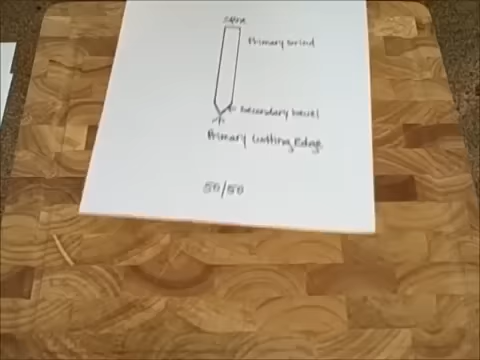 Spine
Primary Grind
Secondary bevel
Primary Cutting Edge
50/50